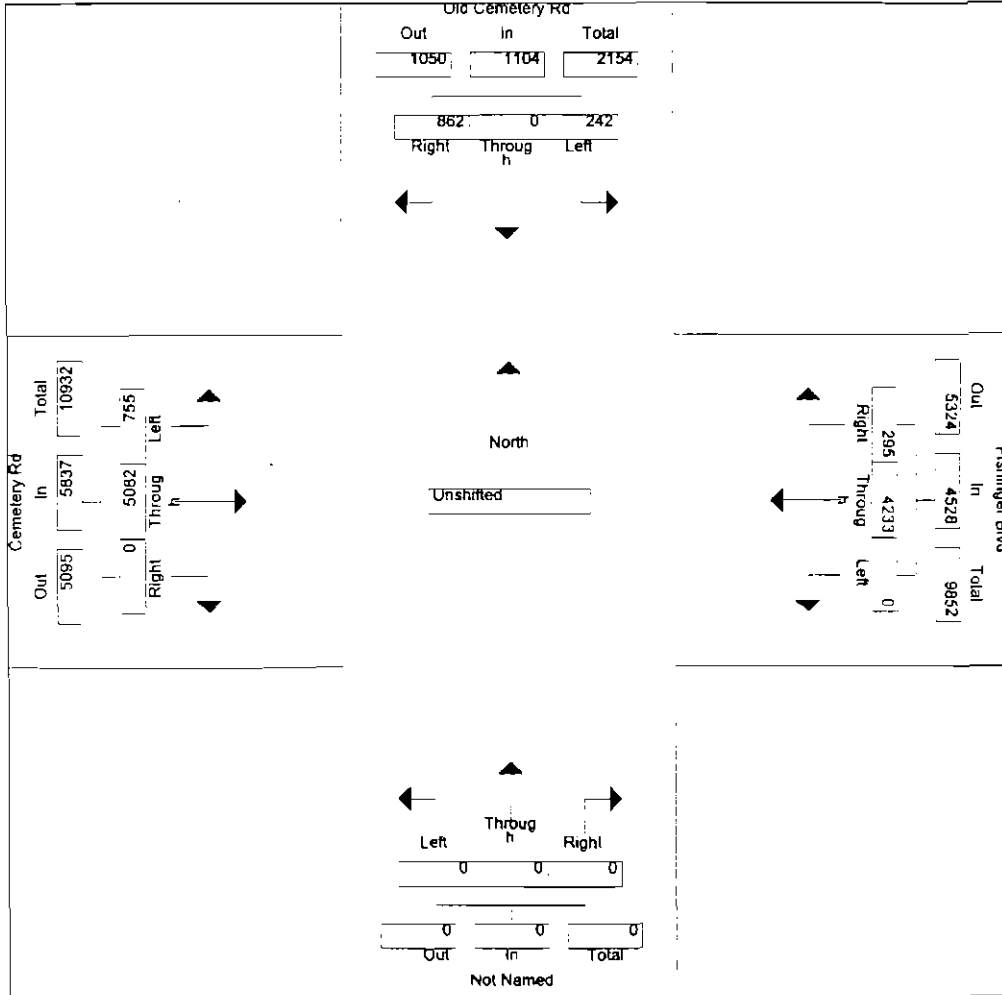 Old Cemetery Rd
Out In Total
1050 1104 2154
862 0 242
Right Throug Left
h
Cemetery Rd
Out In Total
5095 5837 10932
755 5082 0
Left Throug Right
North
Unshifted
Out In Total
5324 4528 9852
295 4233 0
Right Throug Left
Blvd
Throug
Left h Right
0 0 0
0 0 0
Out In Total
Not Named